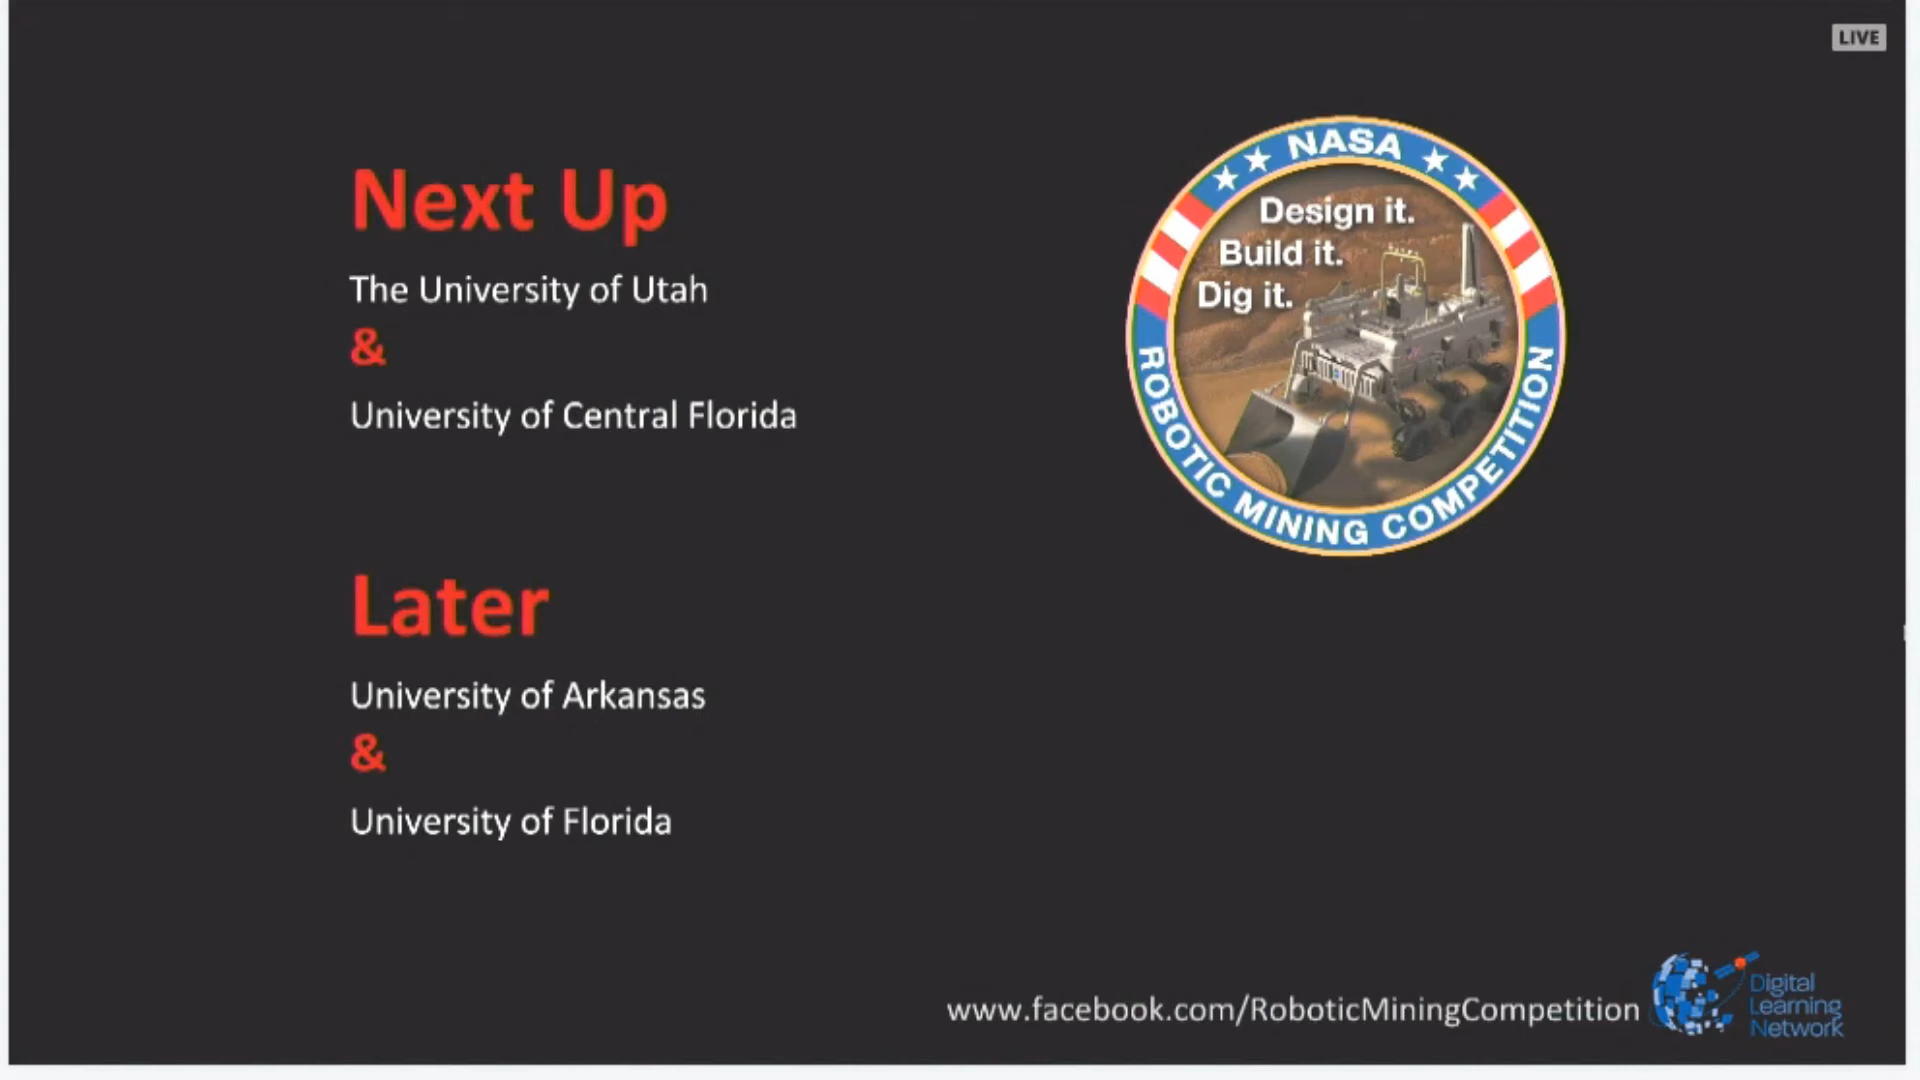 LIVE
Next Up
The University of Utah
&
University of Central Florida
NASA
Design it.
Build it.
Dig it.
ROBOTIC MINING COMPETITION
Later
University of Arkansas
&
University of Florida
www.facebook.com/RoboticMiningCompetition
Digital
Learning
Network